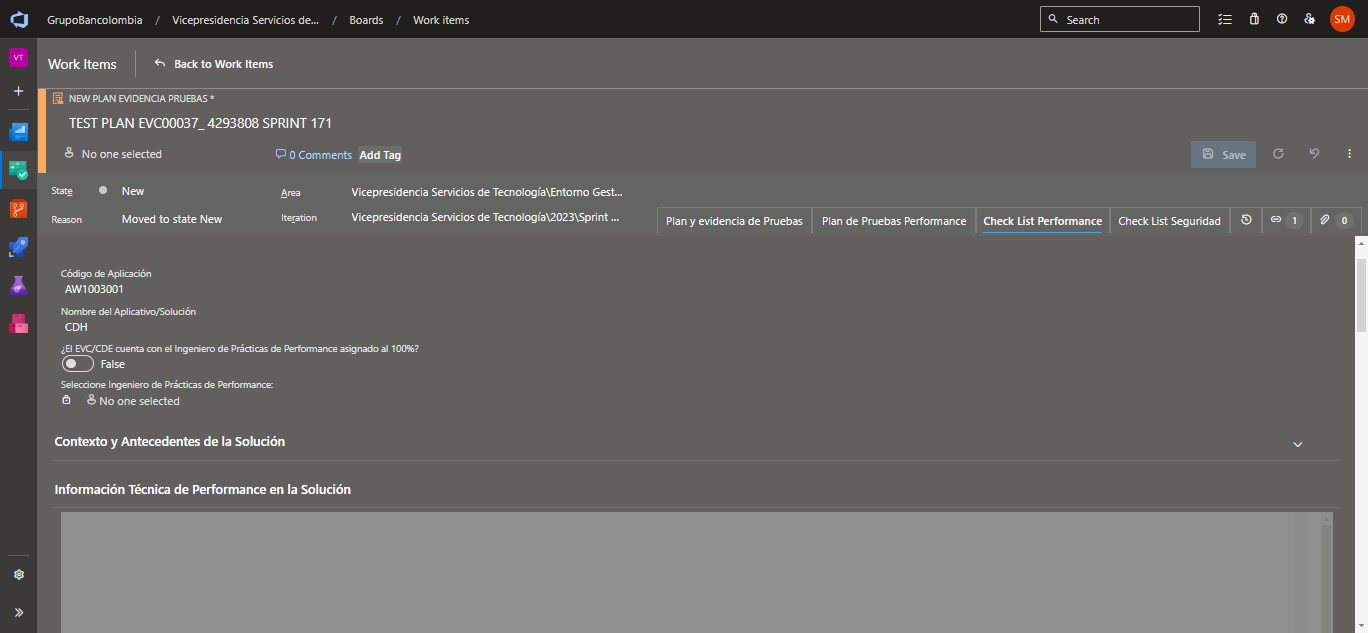 GrupoBancolombia / Vicepresidencia Servicios de... / Boards / Work items
Search
SM
VT
Work Items
Back to Work Items
NEW PLAN EVIDENCIA PRUEBAS *
TEST PLAN EVC00037_ 4293808 SPRINT 171
No one selected
0 Comments
Add Tag
Save
State
New
Area
Vicepresidencia Servicios de Tecnología\Entorno Gest...
Reason
Moved to state New
Iteration
Vicepresidencia Servicios de Tecnología\2023\Sprint ...
Plan y evidencia de Pruebas
Plan de Pruebas Performance
Check List Performance
Check List Seguridad
1
0
Código de Aplicación
AW1003001
Nombre del Aplicativo/Solución
CDH
¿El EVC/CDE cuenta con el Ingeniero de Prácticas de Performance asignado al 100%?
False
Seleccione Ingeniero de Prácticas de Performance:
No one selected
Contexto y Antecedentes de la Solución
Información Técnica de Performance en la Solución